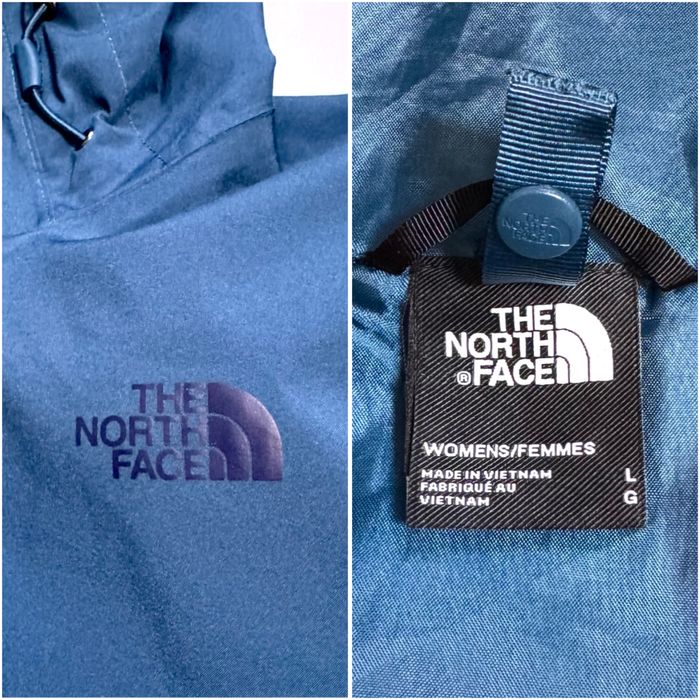 THE
NORTH
FACE
THE
NORTH
FACE
THE
NORTH
® FACE
WOMENS/FEMMES
MADE IN VIETNAM
FABRIQUÉ AU
VIETNAM
L
G